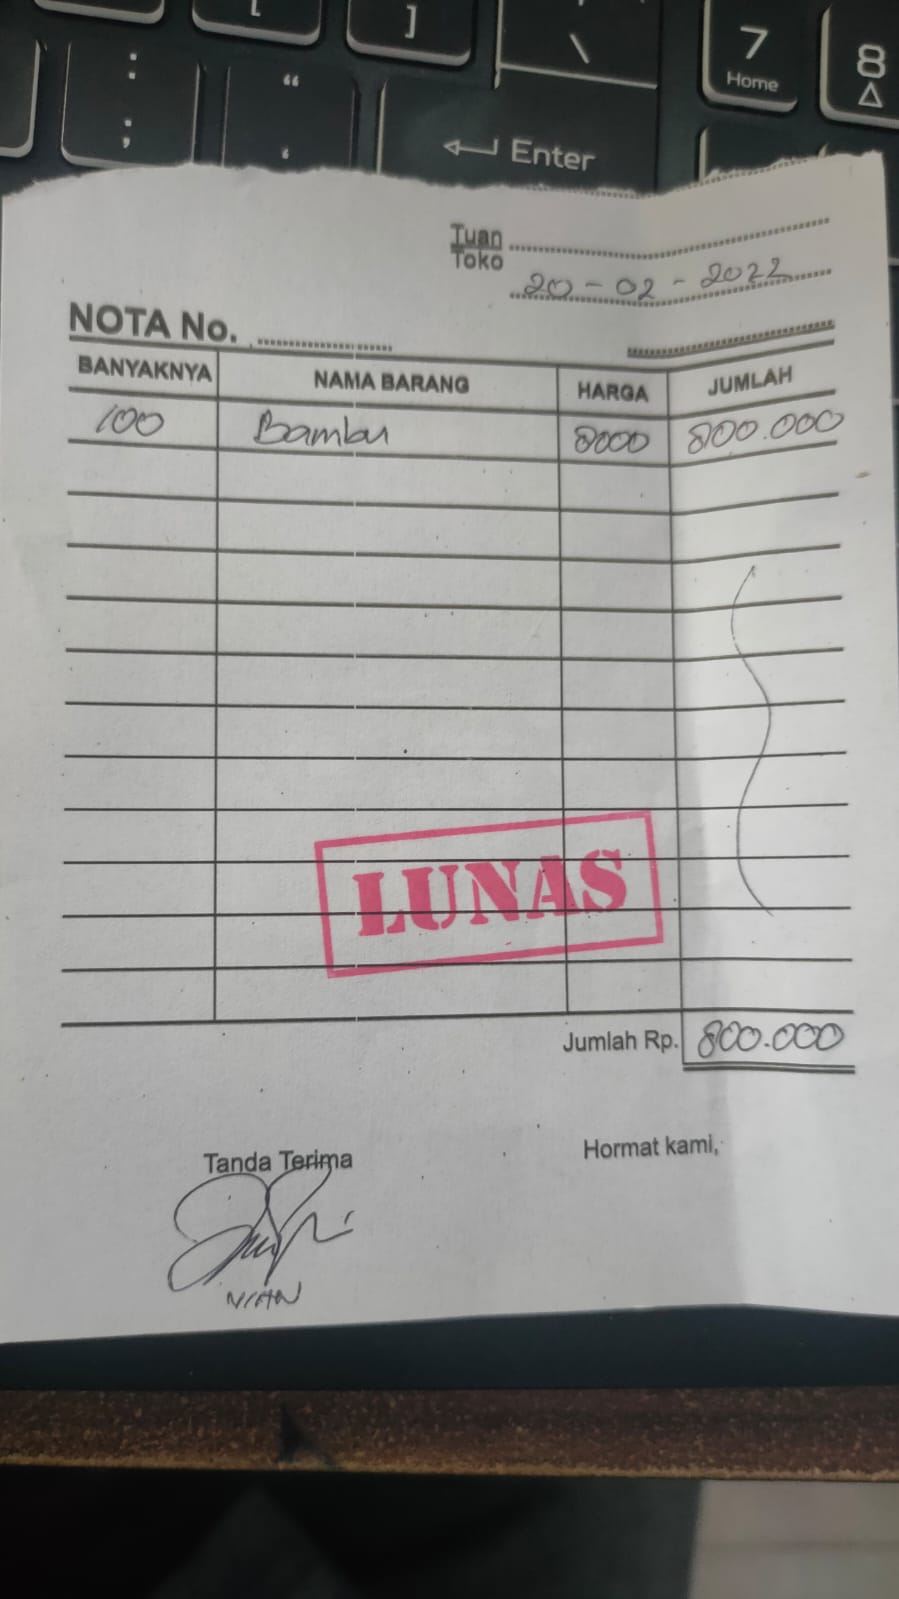 [
]
\
7
Home
8
:
;
“
‘
Enter
Tuan
Toko
20-02-2022
NOTA No.
BANYAKNYA NAMA BARANG HARGA JUMLAH
100 Bambu 8000 800.000
LUNAS
Jumlah Rp. 800.000
Tanda Terima Hormat kami,